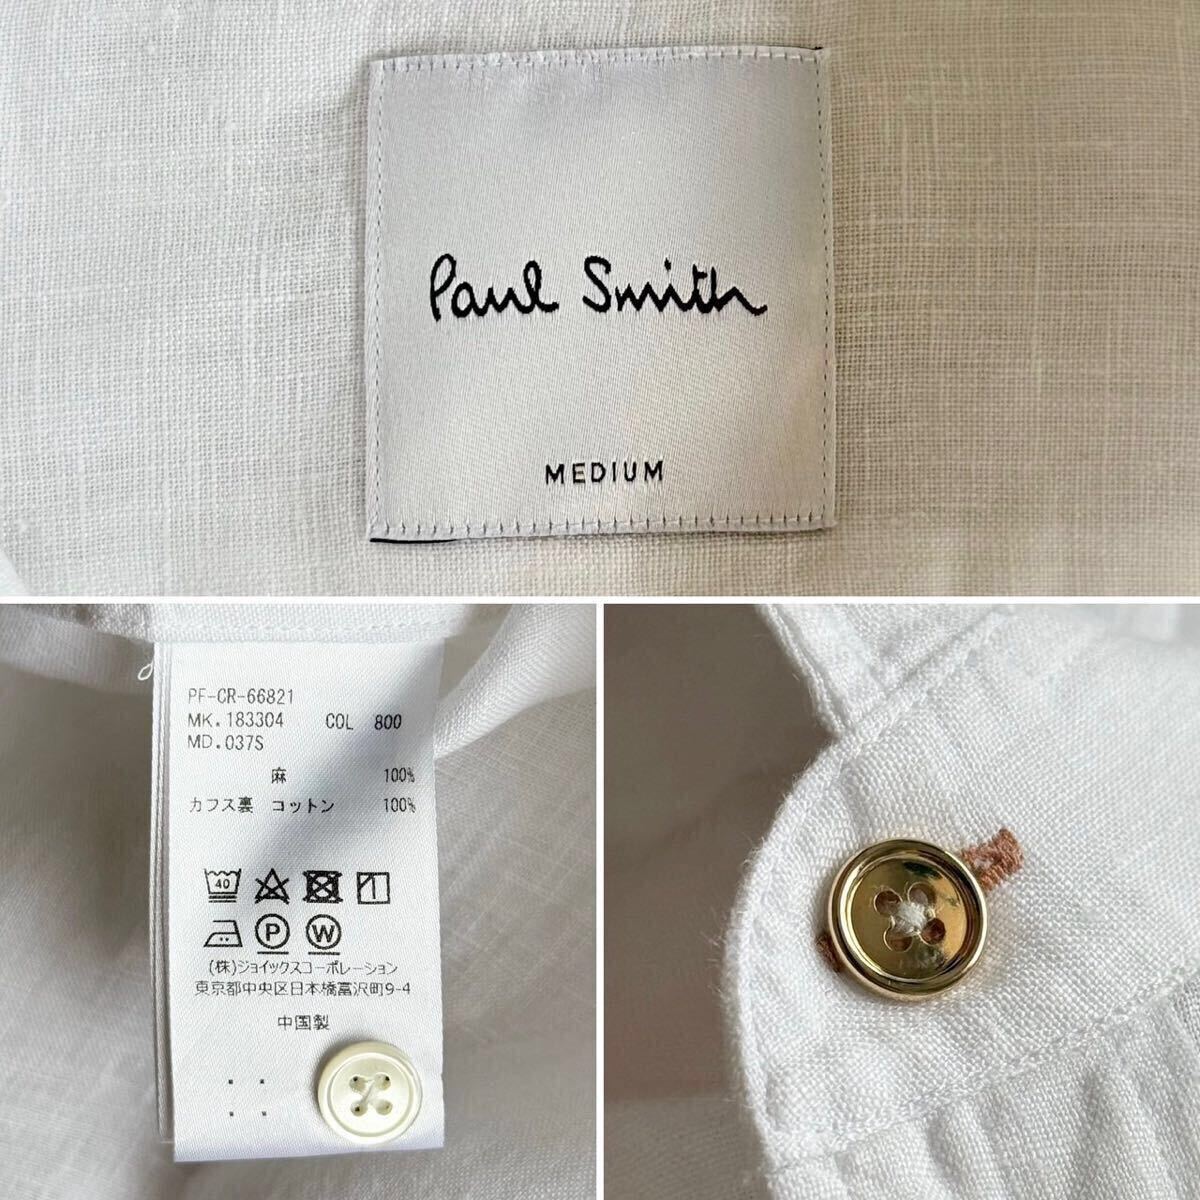 Paul Smith
MEDIUM
PF-CR-66821
MK.183304 COL 800
MD.037S
麻 100%
カフス裏 コットン 100%
40
P W
(株)ジョイックスコーポレーション
東京都中央区日本橋富沢町9-4
中国製